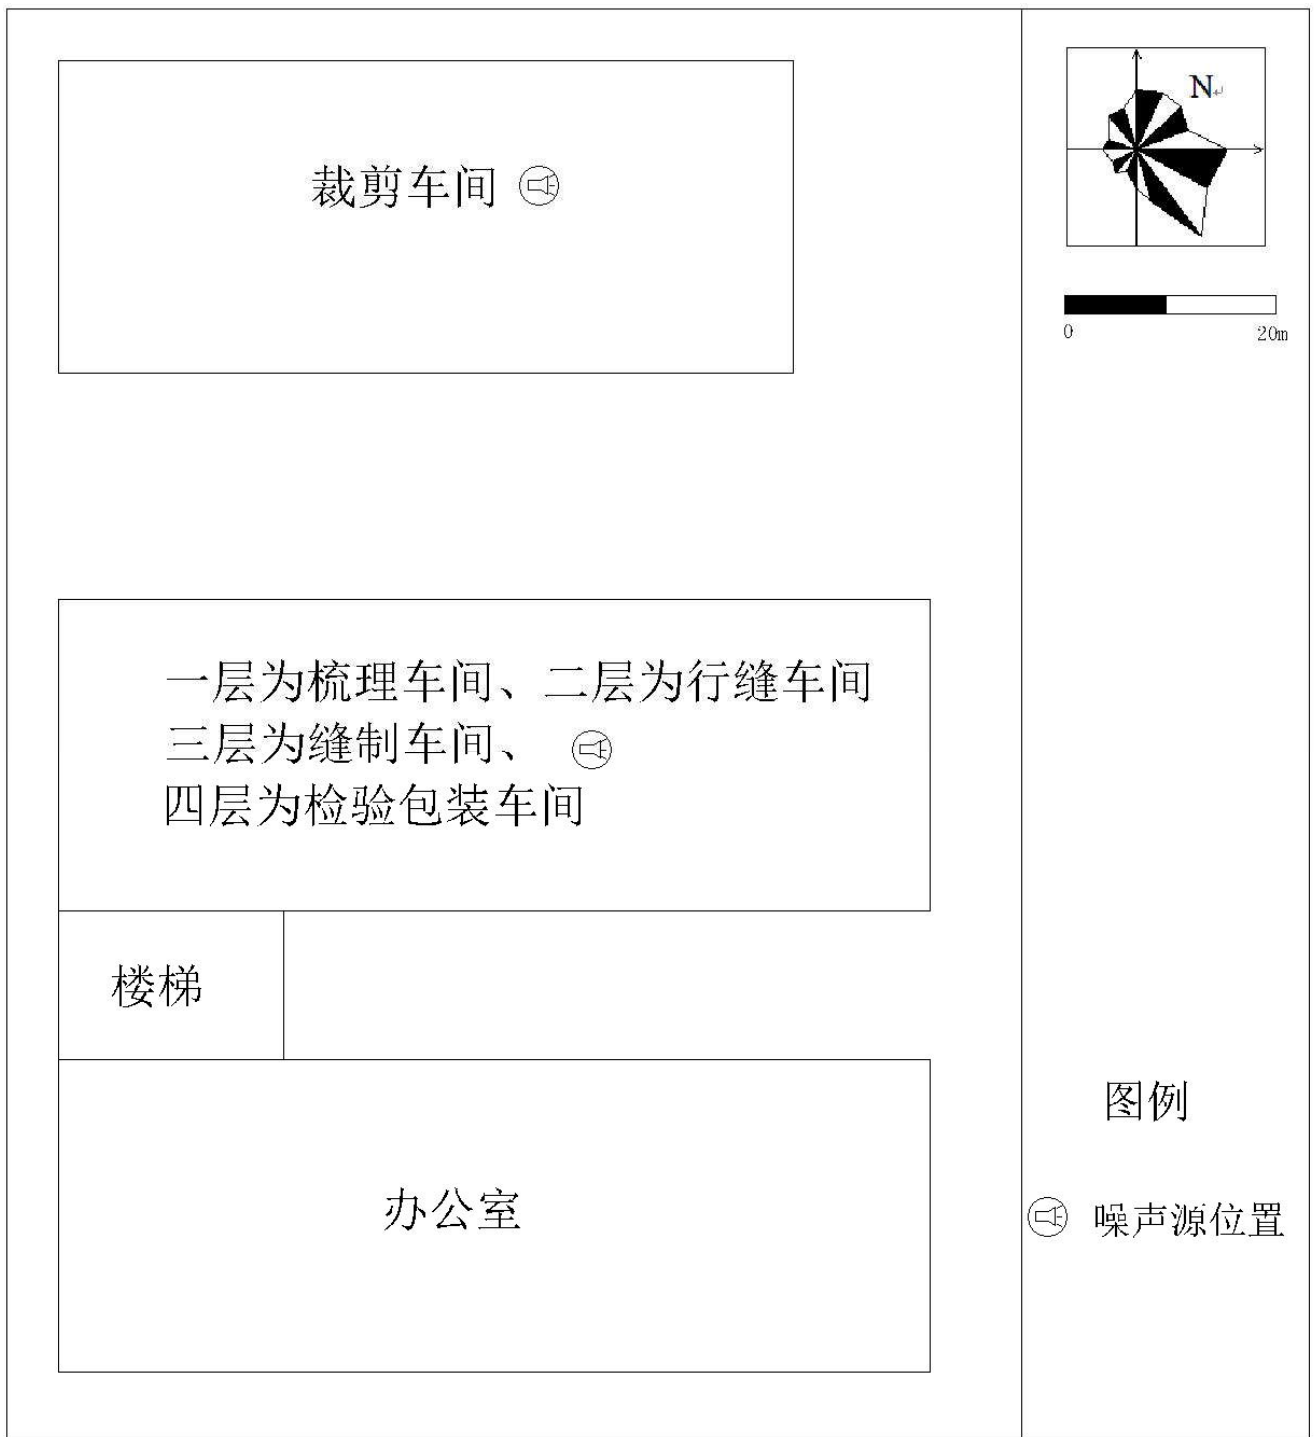 N
0
20m
裁剪车间
一层为梳理车间、二层为行缝车间
三层为缝制车间、
四层为检验包装车间
楼梯
办公室
图例
噪声源位置